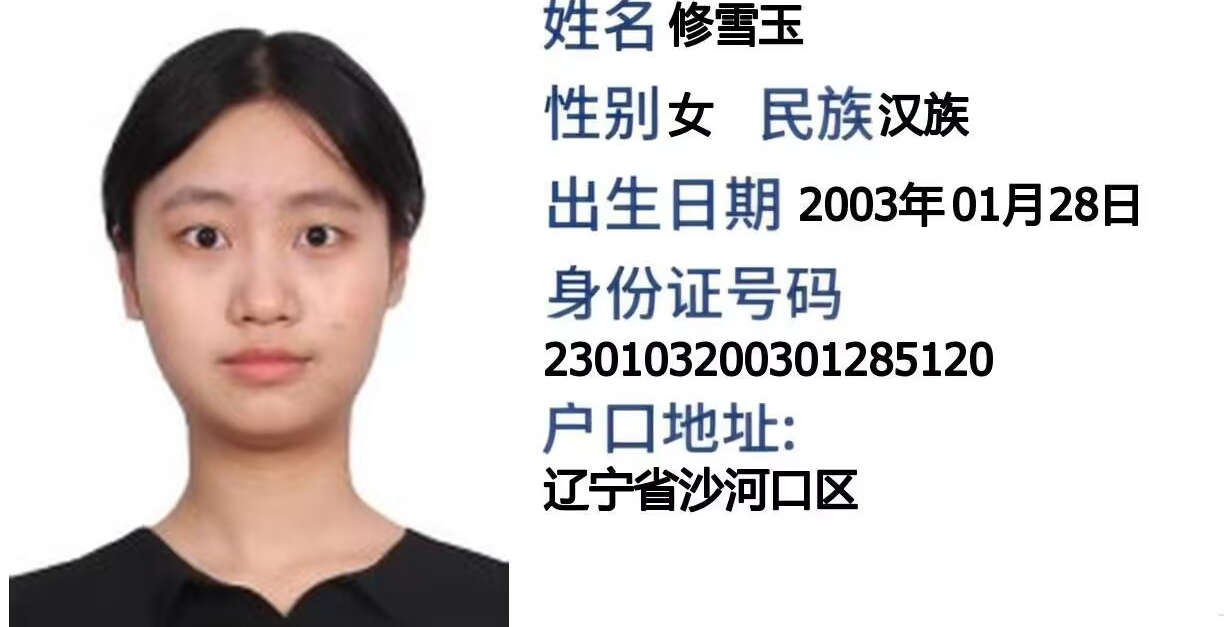 姓名 修雪玉
性别 女 民族 汉族
出生日期 2003年01月28日
身份证号码
230103200301285120
户口地址:
辽宁省沙河口区